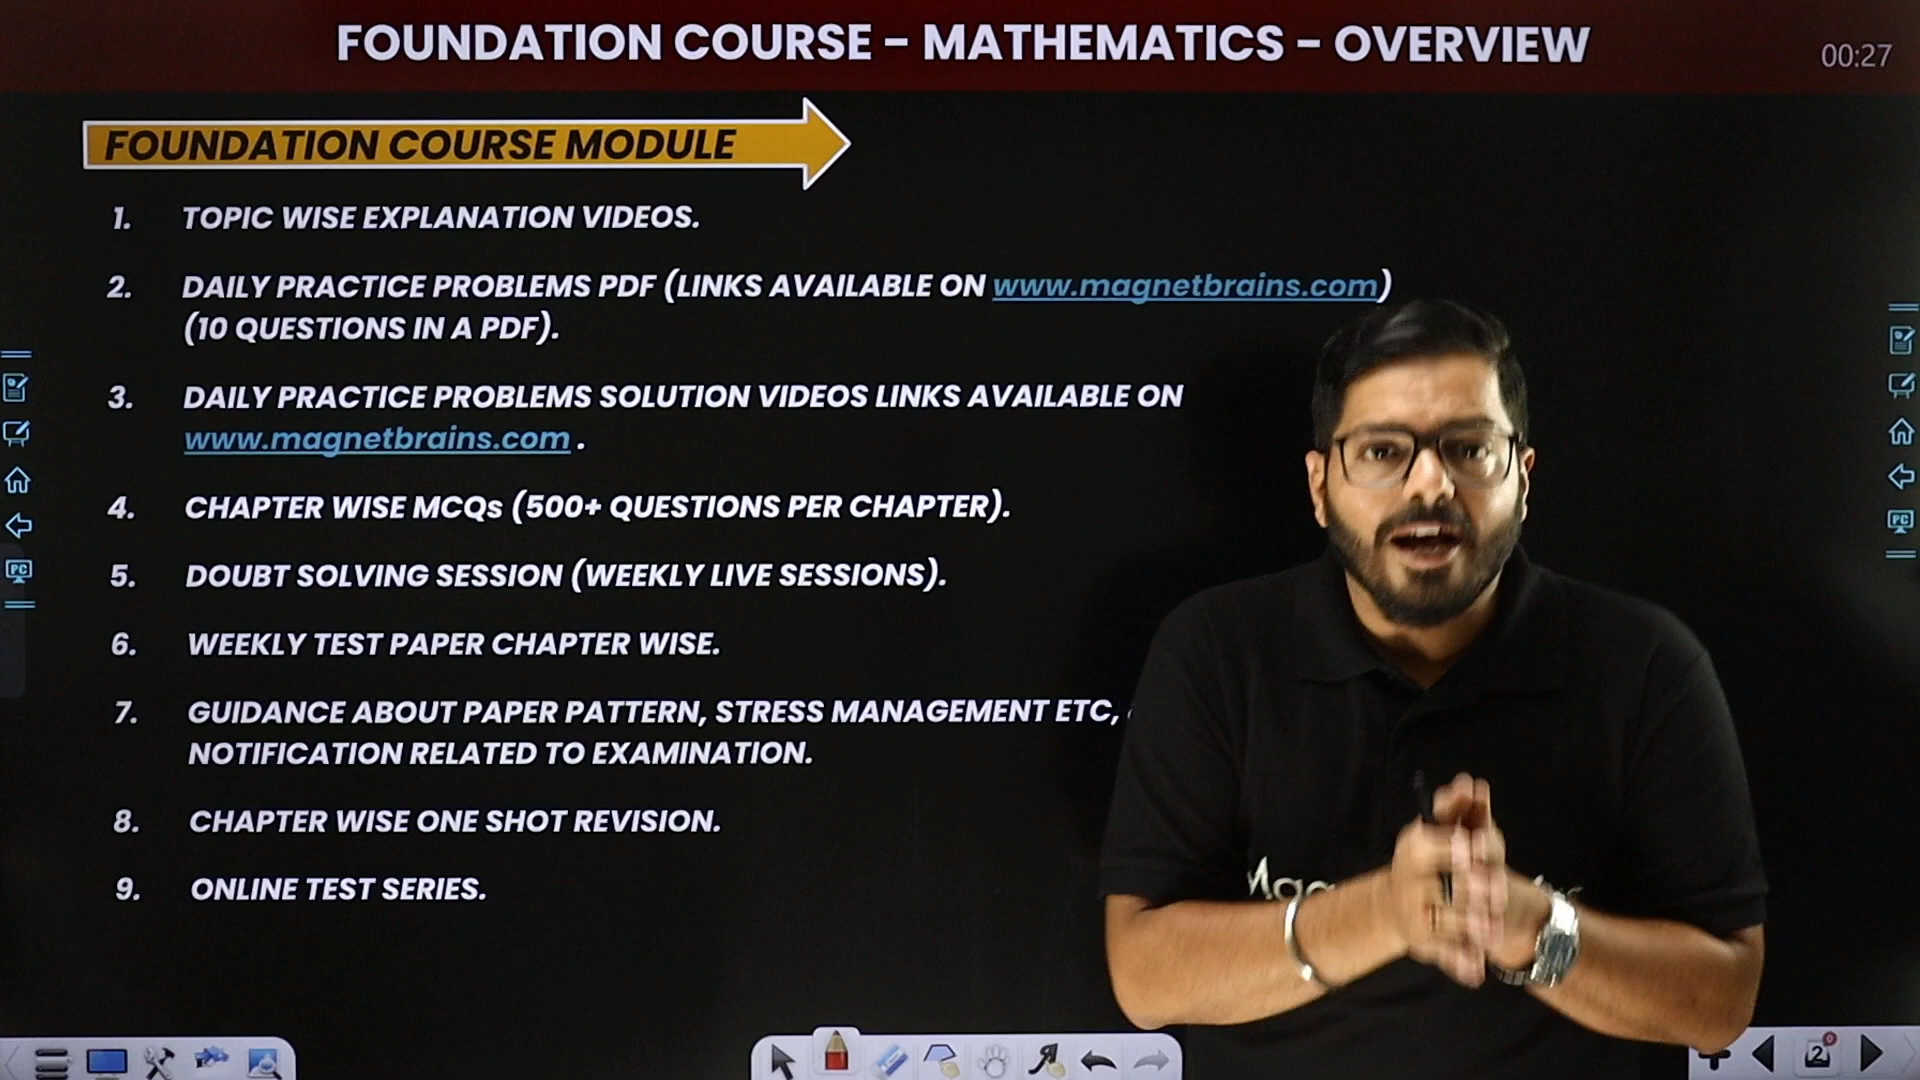 FOUNDATION COURSE - MATHEMATICS - OVERVIEW
00:27
FOUNDATION COURSE MODULE
1. TOPIC WISE EXPLANATION VIDEOS.
2. DAILY PRACTICE PROBLEMS PDF (LINKS AVAILABLE ON www.magnetbrains.com)
(10 QUESTIONS IN A PDF).
3. DAILY PRACTICE PROBLEMS SOLUTION VIDEOS LINKS AVAILABLE ON
www.magnetbrains.com .
4. CHAPTER WISE MCQs (500+ QUESTIONS PER CHAPTER).
5. DOUBT SOLVING SESSION (WEEKLY LIVE SESSIONS).
6. WEEKLY TEST PAPER CHAPTER WISE.
7. GUIDANCE ABOUT PAPER PATTERN, STRESS MANAGEMENT ETC,
NOTIFICATION RELATED TO EXAMINATION.
8. CHAPTER WISE ONE SHOT REVISION.
9. ONLINE TEST SERIES.
PC
PC
2
0